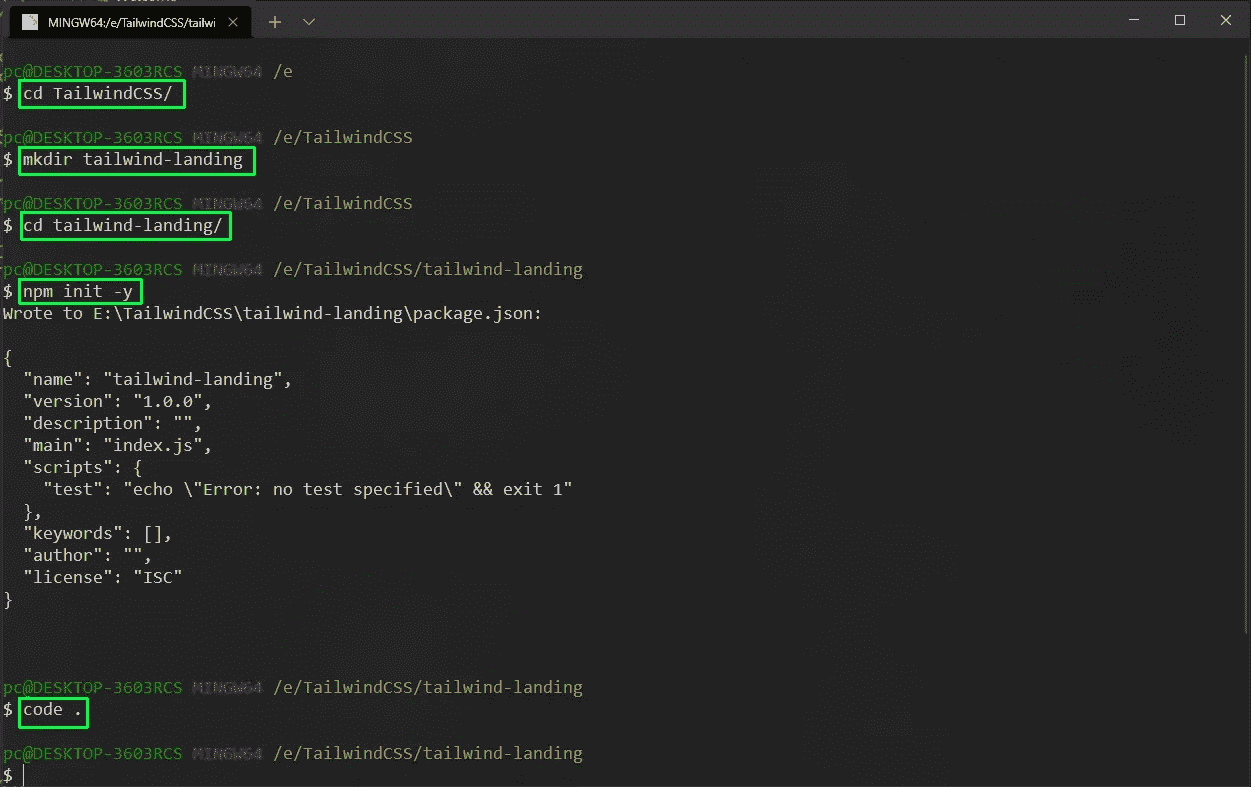 MINGW64:/e/TailwindCSS/tailwi
pc@DESKTOP-3603RCS MINGW64 /e
$ cd TailwindCSS/
pc@DESKTOP-3603RCS MINGW64 /e/TailwindCSS
$ mkdir tailwind-landing
pc@DESKTOP-3603RCS MINGW64 /e/TailwindCSS
$ cd tailwind-landing/
pc@DESKTOP-3603RCS MINGW64 /e/TailwindCSS/tailwind-landing
$ npm init -y
Wrote to E:\TailwindCSS\tailwind-landing\package.json:
{
"name": "tailwind-landing",
"version": "1.0.0",
"description": "",
"main": "index.js",
"scripts": {
"test": "echo \"Error: no test specified\" && exit 1"
},
"keywords": [],
"author": "",
"license": "ISC"
}
pc@DESKTOP-3603RCS MINGW64 /e/TailwindCSS/tailwind-landing
$ code .
pc@DESKTOP-3603RCS MINGW64 /e/TailwindCSS/tailwind-landing
$